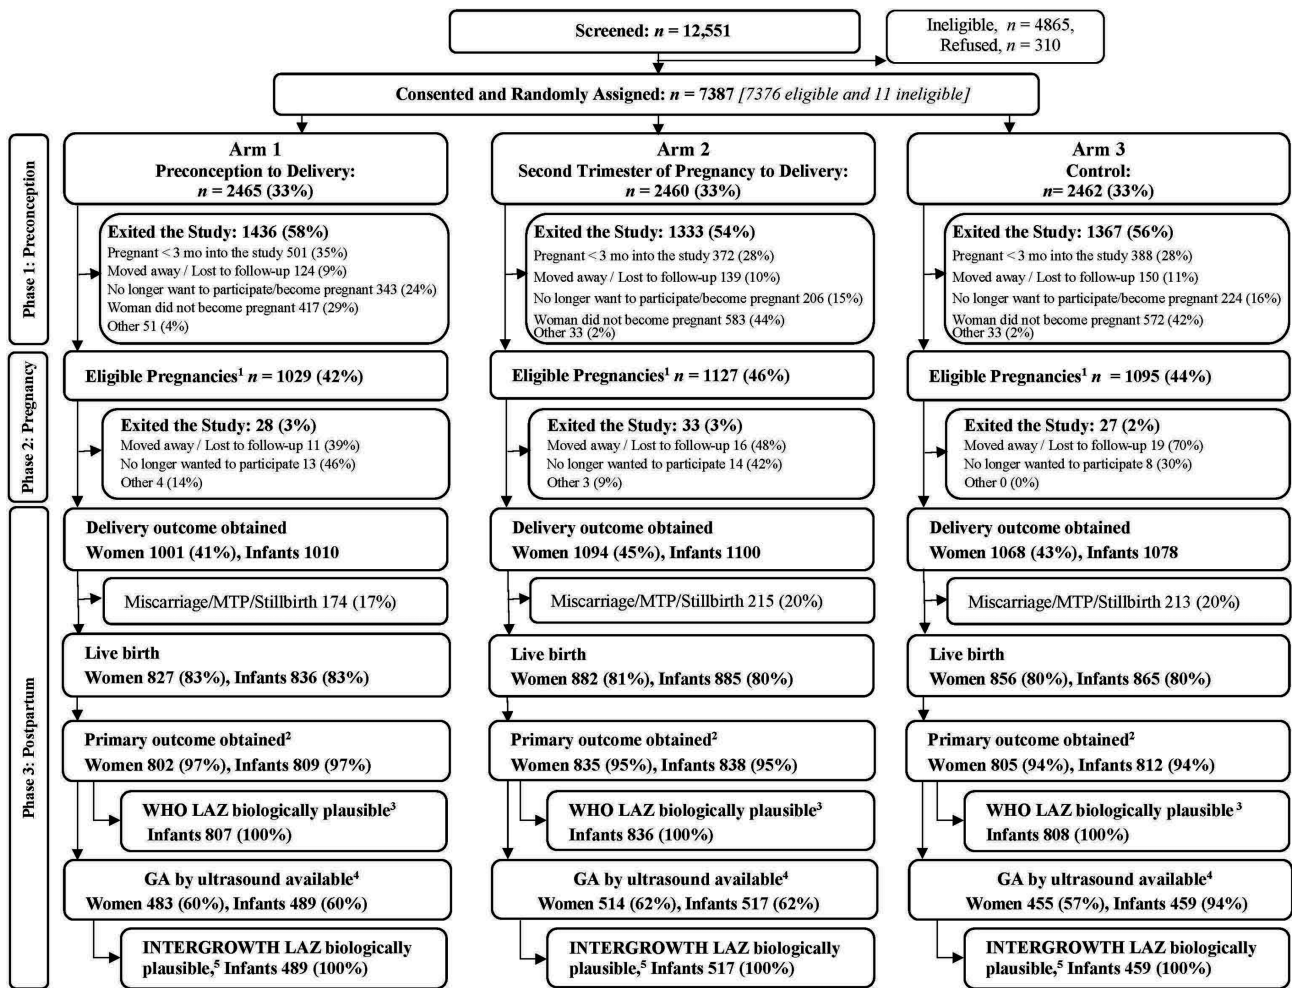 Screened: n = 12,551
Ineligible, n = 4865,
Refused, n = 310
Consented and Randomly Assigned: n = 7387 [7376 eligible and 11 ineligible]
Phase 1: Preconception
Arm 1
Preconception to Delivery:
n = 2465 (33%)
Exited the Study: 1436 (58%)
Pregnant < 3 mo into the study 501 (35%)
Moved away / Lost to follow-up 124 (9%)
No longer want to participate/become pregnant 343 (24%)
Woman did not become pregnant 417 (29%)
Other 51 (4%)
Arm 2
Second Trimester of Pregnancy to Delivery:
n = 2460 (33%)
Exited the Study: 1333 (54%)
Pregnant < 3 mo into the study 372 (28%)
Moved away / Lost to follow-up 139 (10%)
No longer want to participate/become pregnant 206 (15%)
Woman did not become pregnant 583 (44%)
Other 33 (2%)
Arm 3
Control:
n= 2462 (33%)
Exited the Study: 1367 (56%)
Pregnant < 3 mo into the study 388 (28%)
Moved away / Lost to follow-up 150 (11%)
No longer want to participate/become pregnant 224 (16%)
Woman did not become pregnant 572 (42%)
Other 33 (2%)
Phase 2: Pregnancy
Eligible Pregnancies¹ n = 1029 (42%)
Exited the Study: 28 (3%)
Moved away / Lost to follow-up 11 (39%)
No longer wanted to participate 13 (46%)
Other 4 (14%)
Eligible Pregnancies¹ n = 1127 (46%)
Exited the Study: 33 (3%)
Moved away / Lost to follow-up 16 (48%)
No longer wanted to participate 14 (42%)
Other 3 (9%)
Eligible Pregnancies¹ n = 1095 (44%)
Exited the Study: 27 (2%)
Moved away / Lost to follow-up 19 (70%)
No longer wanted to participate 8 (30%)
Other 0 (0%)
Phase 3: Postpartum
Delivery outcome obtained
Women 1001 (41%), Infants 1010
Miscarriage/MTP/Stillbirth 174 (17%)
Live birth
Women 827 (83%), Infants 836 (83%)
Primary outcome obtained²
Women 802 (97%), Infants 809 (97%)
WHO LAZ biologically plausible³
Infants 807 (100%)
GA by ultrasound available⁴
Women 483 (60%), Infants 489 (60%)
INTERGROWTH LAZ biologically
plausible,⁵ Infants 489 (100%)
Delivery outcome obtained
Women 1094 (45%), Infants 1100
Miscarriage/MTP/Stillbirth 215 (20%)
Live birth
Women 882 (81%), Infants 885 (80%)
Primary outcome obtained²
Women 835 (95%), Infants 838 (95%)
WHO LAZ biologically plausible³
Infants 836 (100%)
GA by ultrasound available⁴
Women 514 (62%), Infants 517 (62%)
INTERGROWTH LAZ biologically
plausible,⁵ Infants 517 (100%)
Delivery outcome obtained
Women 1068 (43%), Infants 1078
Miscarriage/MTP/Stillbirth 213 (20%)
Live birth
Women 856 (80%), Infants 865 (80%)
Primary outcome obtained²
Women 805 (94%), Infants 812 (94%)
WHO LAZ biologically plausible ³
Infants 808 (100%)
GA by ultrasound available⁴
Women 455 (57%), Infants 459 (94%)
INTERGROWTH LAZ biologically
plausible,⁵ Infants 459 (100%)